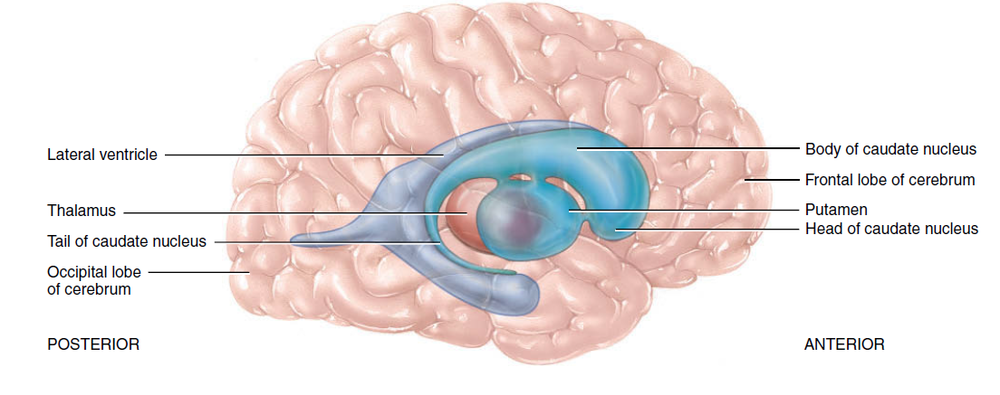 Lateral ventricle
Thalamus
Tail of caudate nucleus
Occipital lobe
of cerebrum
POSTERIOR
Body of caudate nucleus
Frontal lobe of cerebrum
Putamen
Head of caudate nucleus
ANTERIOR